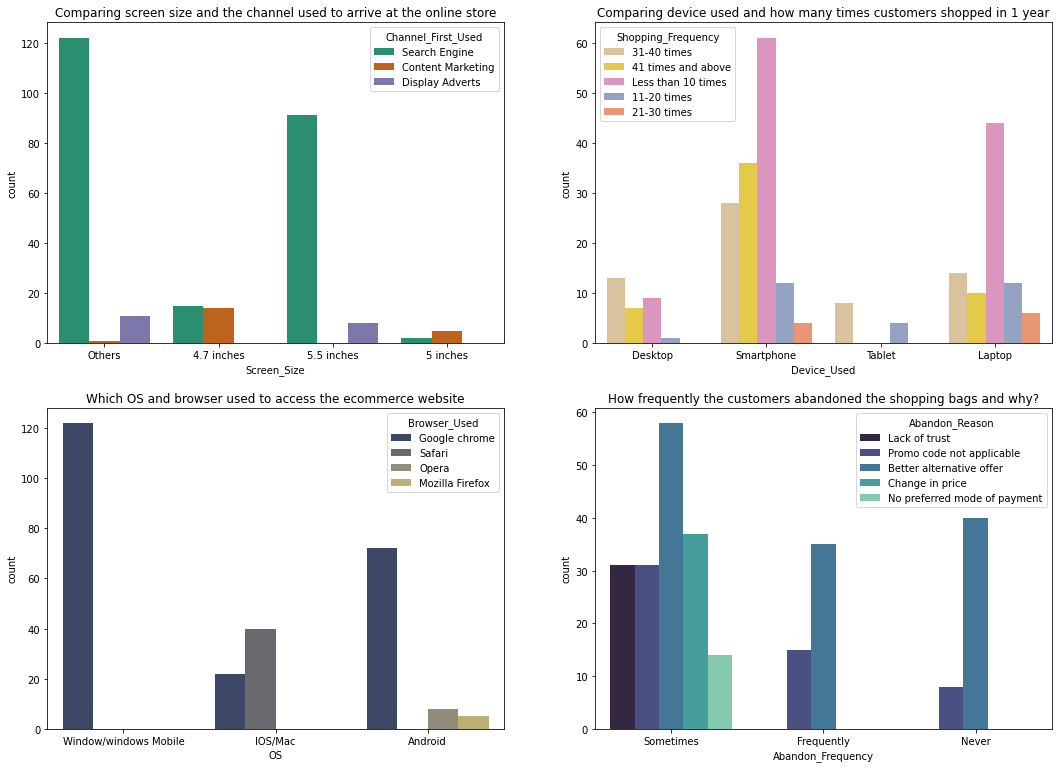 Comparing screen size and the channel used to arrive at the online store
Channel_First_Used
Search Engine
Content Marketing
Display Adverts
120
100
80
60
40
20
0
count
Others 4.7 inches 5.5 inches 5 inches
Screen_Size
Comparing device used and how many times customers shopped in 1 year
Shopping_Frequency
31-40 times
41 times and above
Less than 10 times
11-20 times
21-30 times
60
50
40
30
20
10
0
count
Desktop Smartphone Tablet Laptop
Device_Used
Which OS and browser used to access the ecommerce website
Browser_Used
Google chrome
Safari
Opera
Mozilla Firefox
120
100
80
60
40
20
0
count
Window/windows Mobile IOS/Mac Android
OS
How frequently the customers abandoned the shopping bags and why?
Abandon_Reason
Lack of trust
Promo code not applicable
Better alternative offer
Change in price
No preferred mode of payment
60
50
40
30
20
10
0
count
Sometimes Frequently Never
Abandon_Frequency